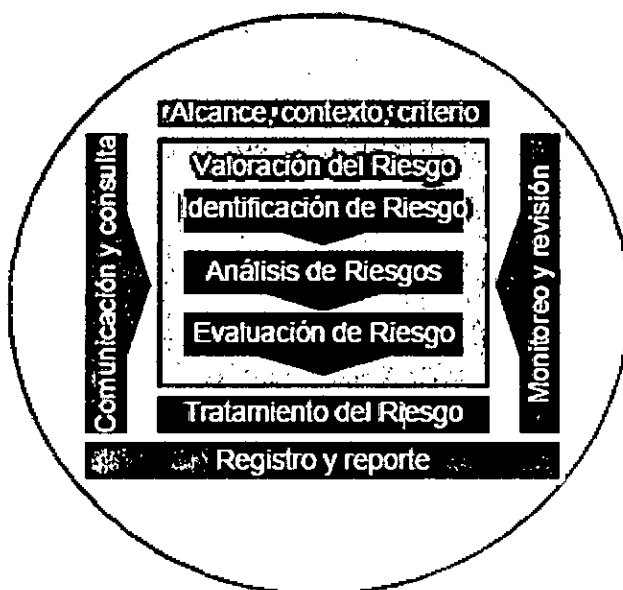 Alcance, contexto, criterio
Comunicación y consulta
Valoración del Riesgo
Identificación de Riesgo
Análisis de Riesgos
Evaluación de Riesgo
Monitoreo y revisión
Tratamiento del Riesgo
Registro y reporte